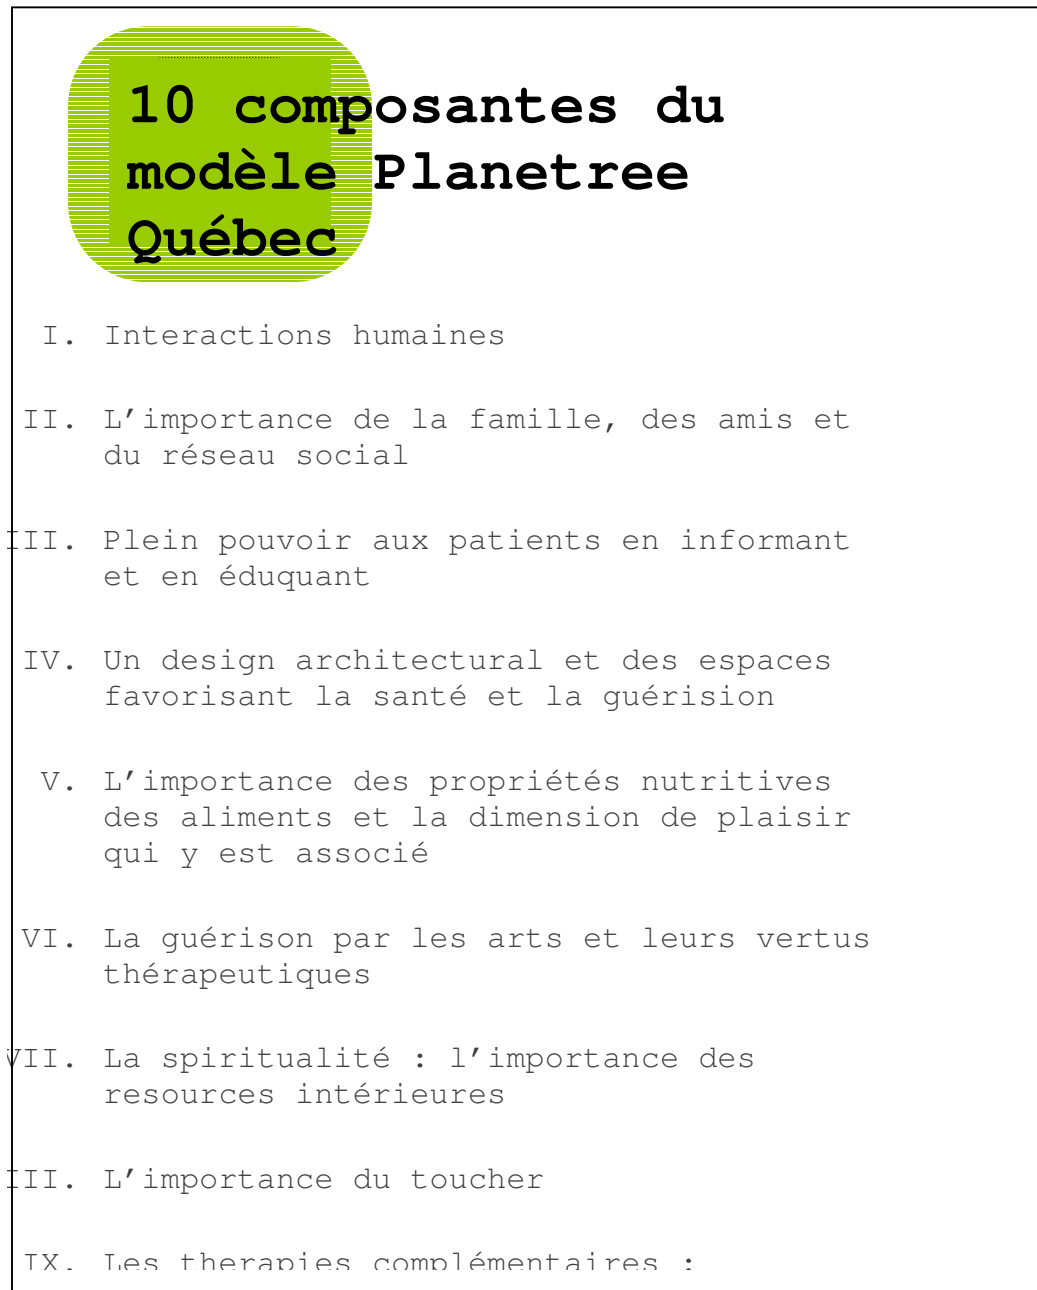 10 composantes du
modèle Planetree
Québec
I. Interactions humaines
II. L’importance de la famille, des amis et
du réseau social
III. Plein pouvoir aux patients en informant
et en éduquant
IV. Un design architectural et des espaces
favorisant la santé et la guérision
V. L’importance des propriétés nutritives
des aliments et la dimension de plaisir
qui y est associé
VI. La guérison par les arts et leurs vertus
thérapeutiques
VII. La spiritualité : l’importance des
resources intérieures
III. L’importance du toucher
IX. Les therapies complémentaires :